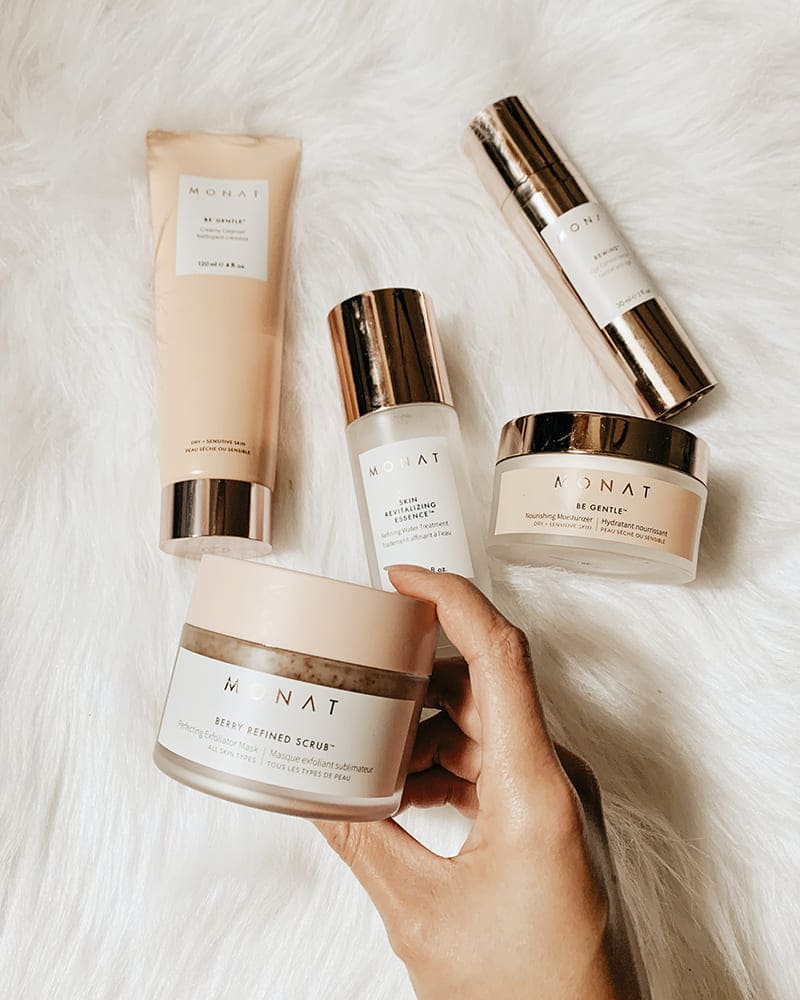 MONAT
BE GENTLE™
Creamy Cleanser
Nettoyant crémeux
120 ml ℮ 4 fl. oz.
DRY + SENSITIVE SKIN
PEAU SÈCHE OU SENSIBLE
MONAT
REWIND™
30 ml ℮ 1 fl. oz.
MONAT
SKIN
REVITALIZING
ESSENCE™
Refining Water Treatment
Traitement affinant à l'eau
fl oz.
MONAT
BE GENTLE™
Nourishing Moisturizer | Hydratant nourrissant
DRY + SENSITIVE SKIN | PEAU SÈCHE OU SENSIBLE
MONAT
BERRY REFINED SCRUB™
Perfecting Exfoliator Mask | Masque exfoliant sublimateur
ALL SKIN TYPES | TOUS LES TYPES DE PEAU